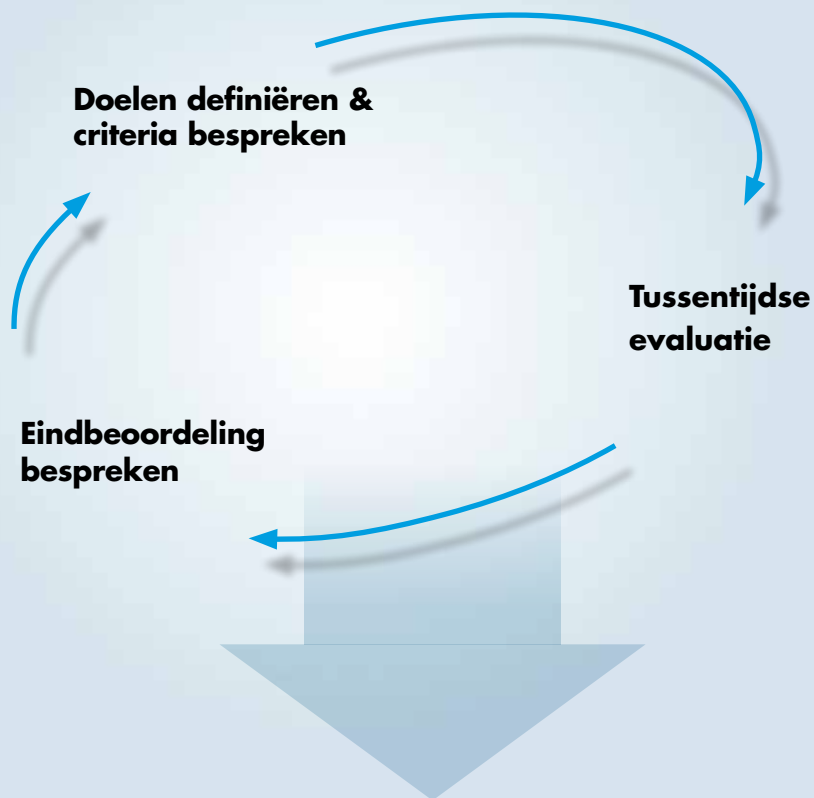 Doelen definiëren &
criteria bespreken
Tussentijdse
evaluatie
Eindbeoordeling
bespreken